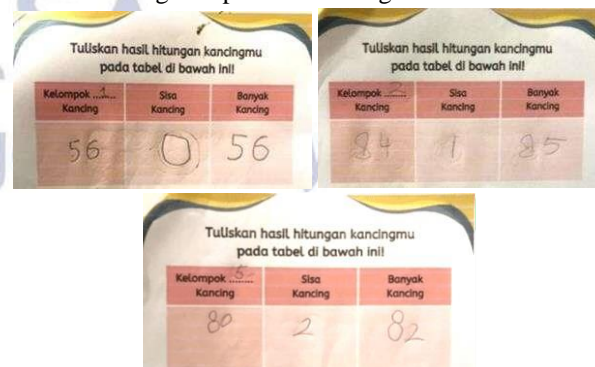 Tuliskan hasil hitungan kancingmu
pada tabel di bawah ini!
Kelompok ...1... Sisa Banyak
Kancing Kancing Kancing
56 0 56
Tuliskan hasil hitungan kancingmu
pada tabel di bawah ini!
Kelompok ...2... Sisa Banyak
Kancing Kancing Kancing
84 1 85
Tuliskan hasil hitungan kancingmu
pada tabel di bawah ini!
Kelompok ...5... Sisa Banyak
Kancing Kancing Kancing
80 2 82